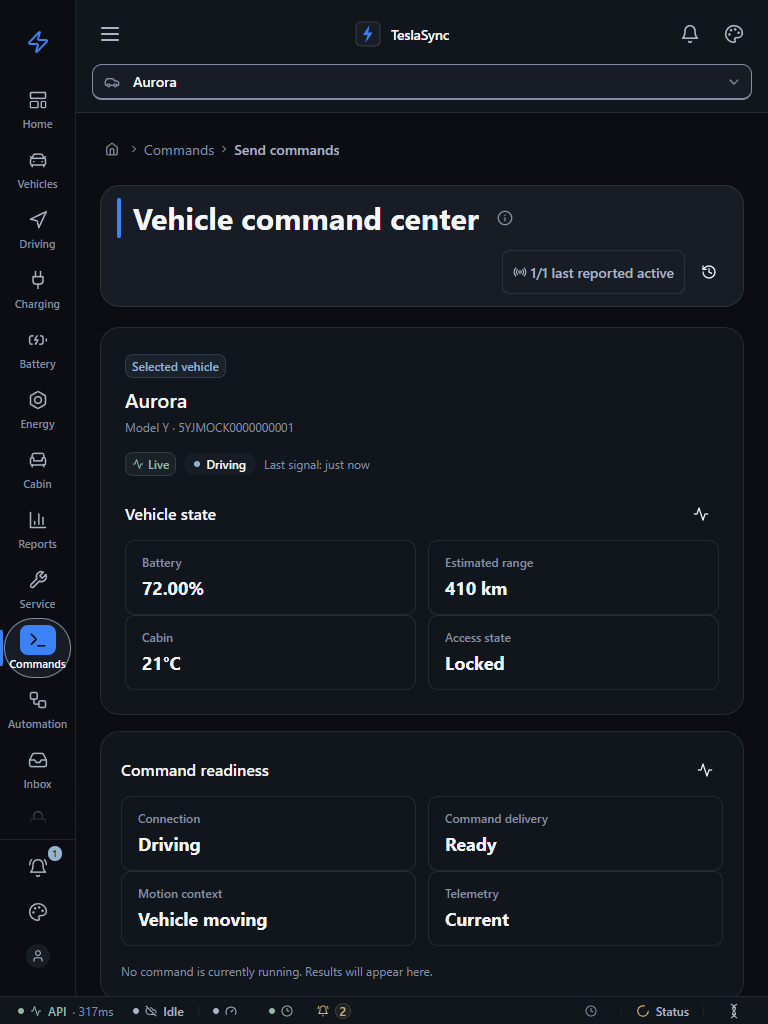 TeslaSync
Aurora
Home
Vehicles
Driving
Charging
Battery
Energy
Cabin
Reports
Service
Commands
Automation
Inbox
1
Commands
Send commands
Vehicle command center
1/1 last reported active
Selected vehicle
Aurora
Model Y · 5YJMOCK0000000001
Live
Driving
Last signal: just now
Vehicle state
Battery
72.00%
Estimated range
410 km
Cabin
21°C
Access state
Locked
Command readiness
Connection
Driving
Command delivery
Ready
Motion context
Vehicle moving
Telemetry
Current
No command is currently running. Results will appear here.
API · 317ms
Idle
2
Status